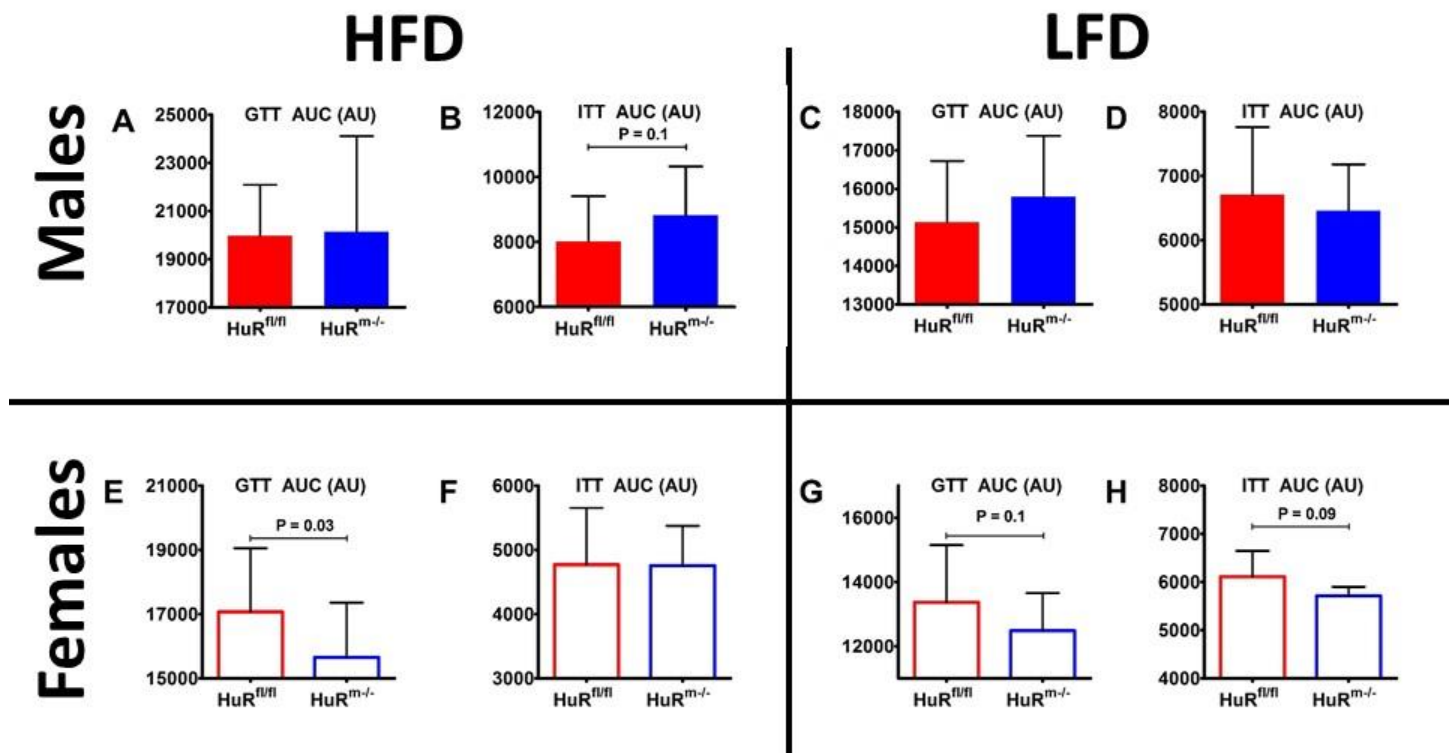 HFD
LFD
Males
A
GTT AUC (AU)
25000
23000
21000
19000
17000
HuR^fl/fl HuR^m-/-
B
ITT AUC (AU)
P = 0.1
12000
10000
8000
6000
HuR^fl/fl HuR^m-/-
C
GTT AUC (AU)
18000
17000
16000
15000
14000
13000
HuR^fl/fl HuR^m-/-
D
ITT AUC (AU)
8000
7000
6000
5000
HuR^fl/fl HuR^m-/-
Females
E
GTT AUC (AU)
P = 0.03
21000
19000
17000
15000
HuR^fl/fl HuR^m-/-
F
ITT AUC (AU)
6000
5000
4000
3000
HuR^fl/fl HuR^m-/-
G
GTT AUC (AU)
P = 0.1
16000
14000
12000
HuR^fl/fl HuR^m-/-
H
ITT AUC (AU)
P = 0.09
8000
7000
6000
5000
4000
HuR^fl/fl HuR^m-/-